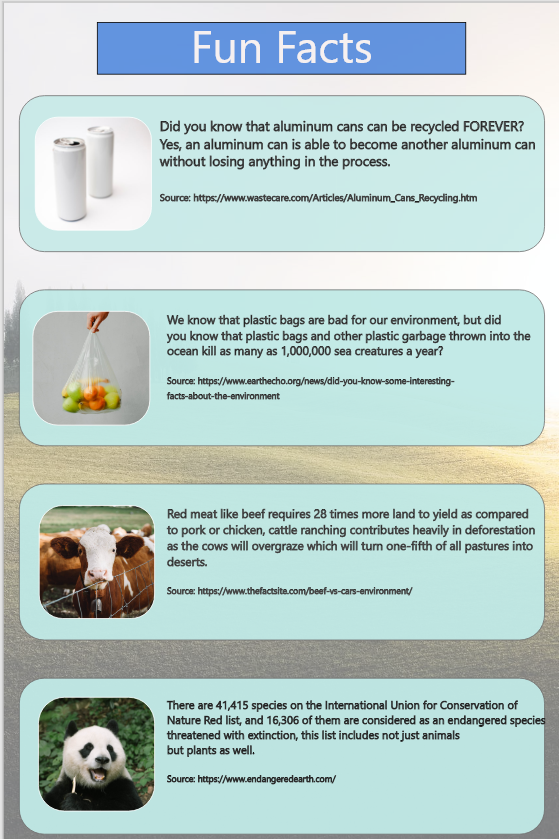 Fun Facts
Did you know that aluminum cans can be recycled FOREVER?
Yes, an aluminum can is able to become another aluminum can
without losing anything in the process.
Source: https://www.wastecare.com/Articles/Aluminum_Cans_Recycling.htm
We know that plastic bags are bad for our environment, but did
you know that plastic bags and other plastic garbage thrown into the
ocean kill as many as 1,000,000 sea creatures a year?
Source: https://www.earthecho.org/news/did-you-know-some-interesting-
facts-about-the-environment
Red meat like beef requires 28 times more land to yield as compared
to pork or chicken, cattle ranching contributes heavily in deforestation
as the cows will overgraze which will turn one-fifth of all pastures into
deserts.
Source: https://www.thefactsita.com/beef-vs-cars-environment/
There are 41,415 species on the International Union for Conservation of
Nature Red list, and 16,306 of them are considered as an endangered species
threatened with extinction, this list includes not just animals
but plants as well.
Source: https://www.endangeredearth.com/